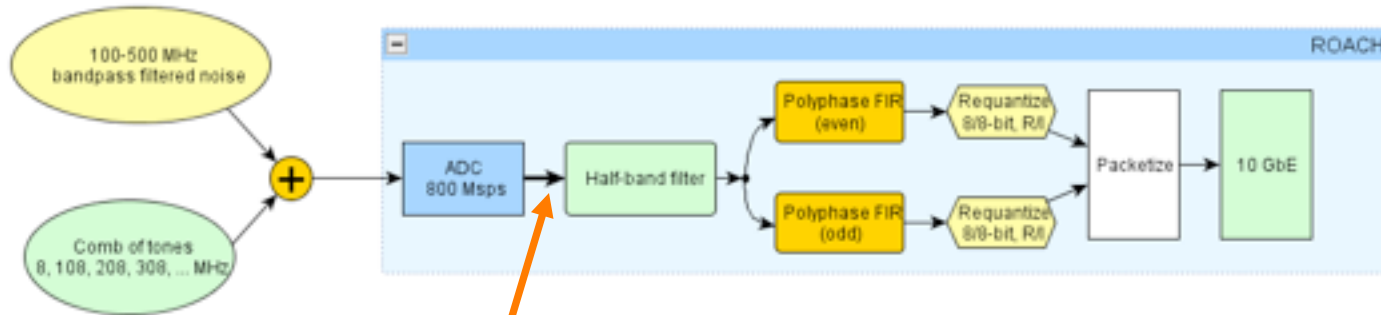 100-500 MHz
bandpass filtered noise
ROACH
Polyphase FIR
(even)
Requantize
8/8-bit, R/I
ADC
800 Msps
Half-band filter
Packetize
10 GbE
Polyphase FIR
(odd)
Requantize
8/8-bit, R/I
Comb of tones
8, 108, 208, 308, ... MHz